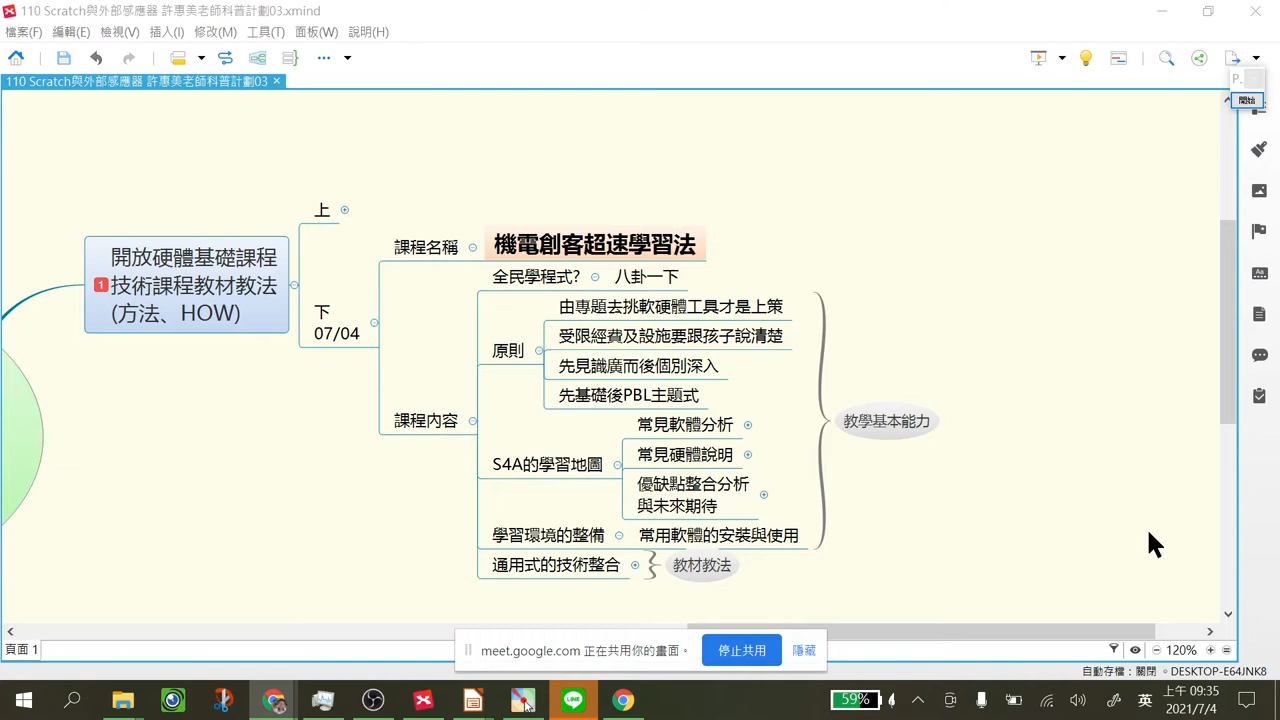 110 Scratch與外部感應器 許惠美老師科普計劃03.xmind
檔案(F) 編輯(E) 檢視(V) 插入(I) 修改(M) 工具(T) 面板(W) 說明(H)
110 Scratch與外部感應器 許惠美老師科普計劃03
P..
開始
上
課程名稱
機電創客超速學習法
開放硬體基礎課程
技術課程教材教法
(方法、HOW)
1
全民學程式?
八卦一下
下
07/04
原則
由專題去挑軟硬體工具才是上策
受限經費及設施要跟孩子說清楚
先見識廣而後個別深入
先基礎後PBL主題式
課程內容
S4A的學習地圖
常見軟體分析
常見硬體說明
優缺點整合分析
與未來期待
教學基本能力
學習環境的整備
常用軟體的安裝與使用
通用式的技術整合
教材教法
頁面 1
meet.google.com 正在共用你的畫面。
停止共用
隱藏
120%
自動存檔：關閉 。DESKTOP-E64JNK8
59%
英
上午 09:35
2021/7/4